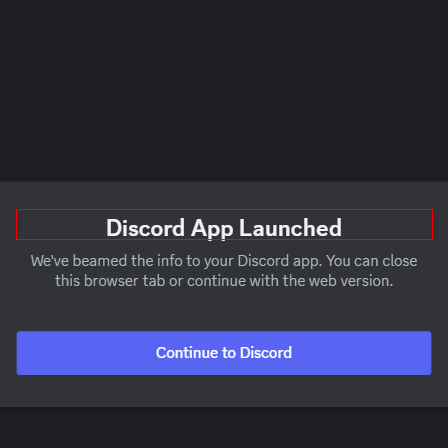 Discord App Launched
We've beamed the info to your Discord app. You can close
this browser tab or continue with the web version.
Continue to Discord